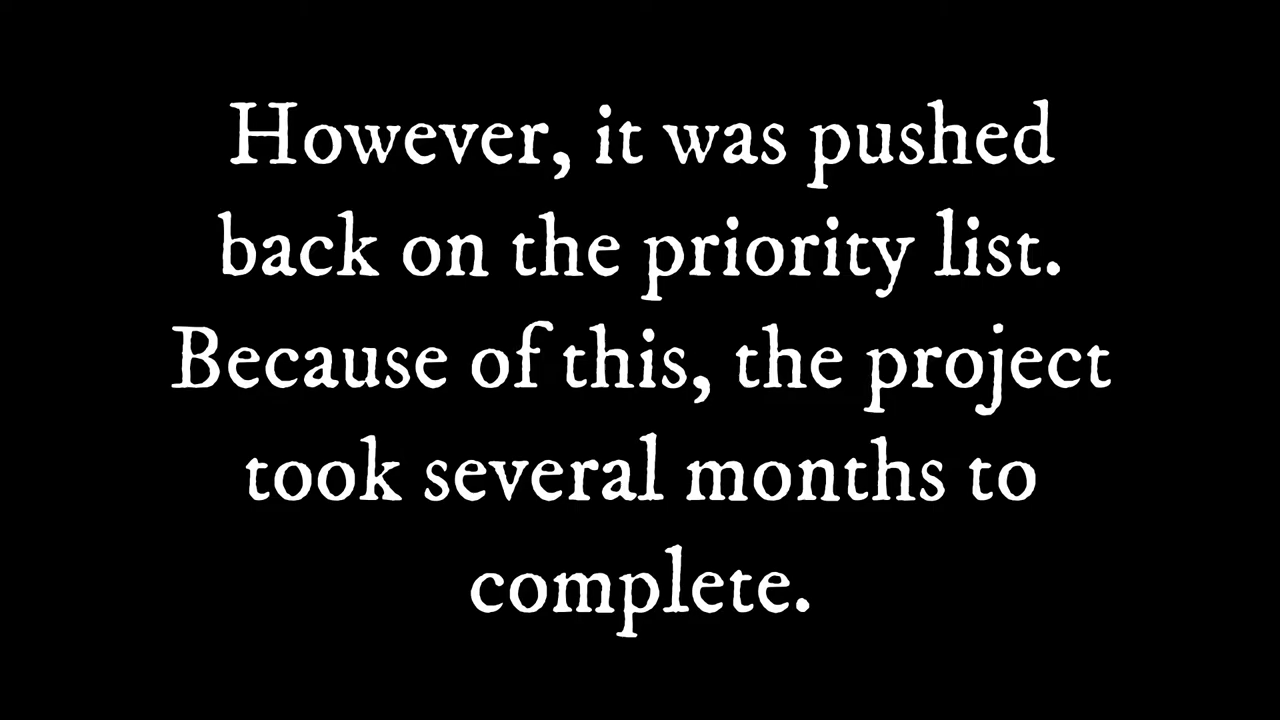 However, it was pushed
back on the priority list.
Because of this, the project
took several months to
complete.